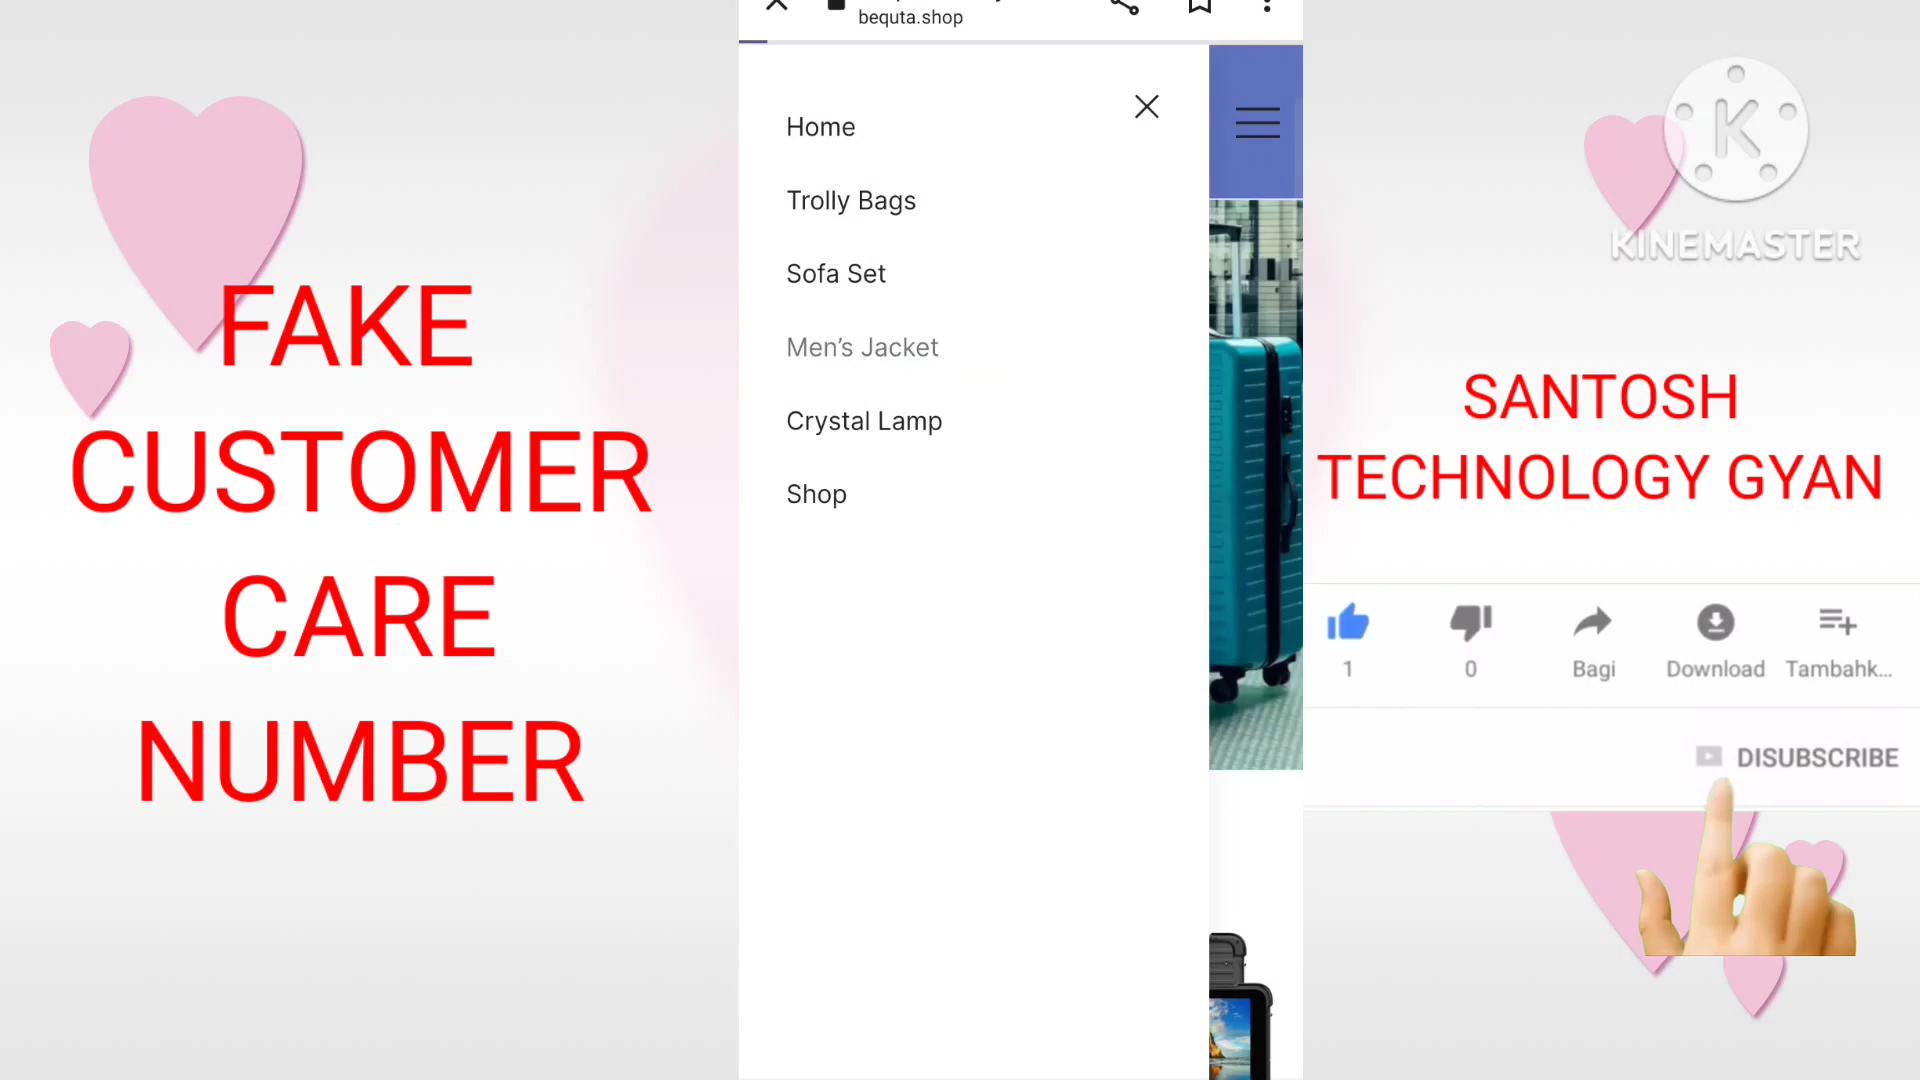 bequta.shop
Home
Trolly Bags
Sofa Set
Men’s Jacket
Crystal Lamp
Shop
FAKE
CUSTOMER
CARE
NUMBER
K
KINEMASTER
SANTOSH
TECHNOLOGY GYAN
1
0
Bagi
Download
Tambahk...
DISUBSCRIBE